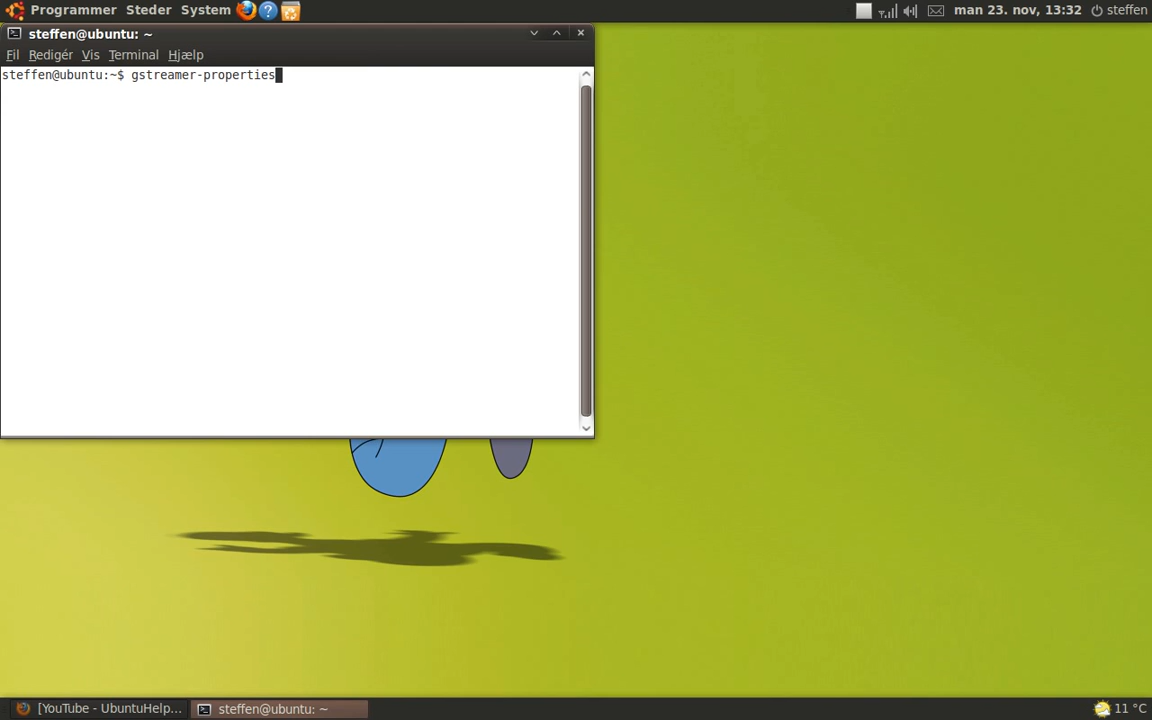 Programmer Steder System
man 23. nov, 13:32 steffen
steffen@ubuntu: ~
Fil Redigér Vis Terminal Hjælp
steffen@ubuntu:~$ gstreamer-properties
[YouTube - UbuntuHelp... steffen@ubuntu: ~
11 °C